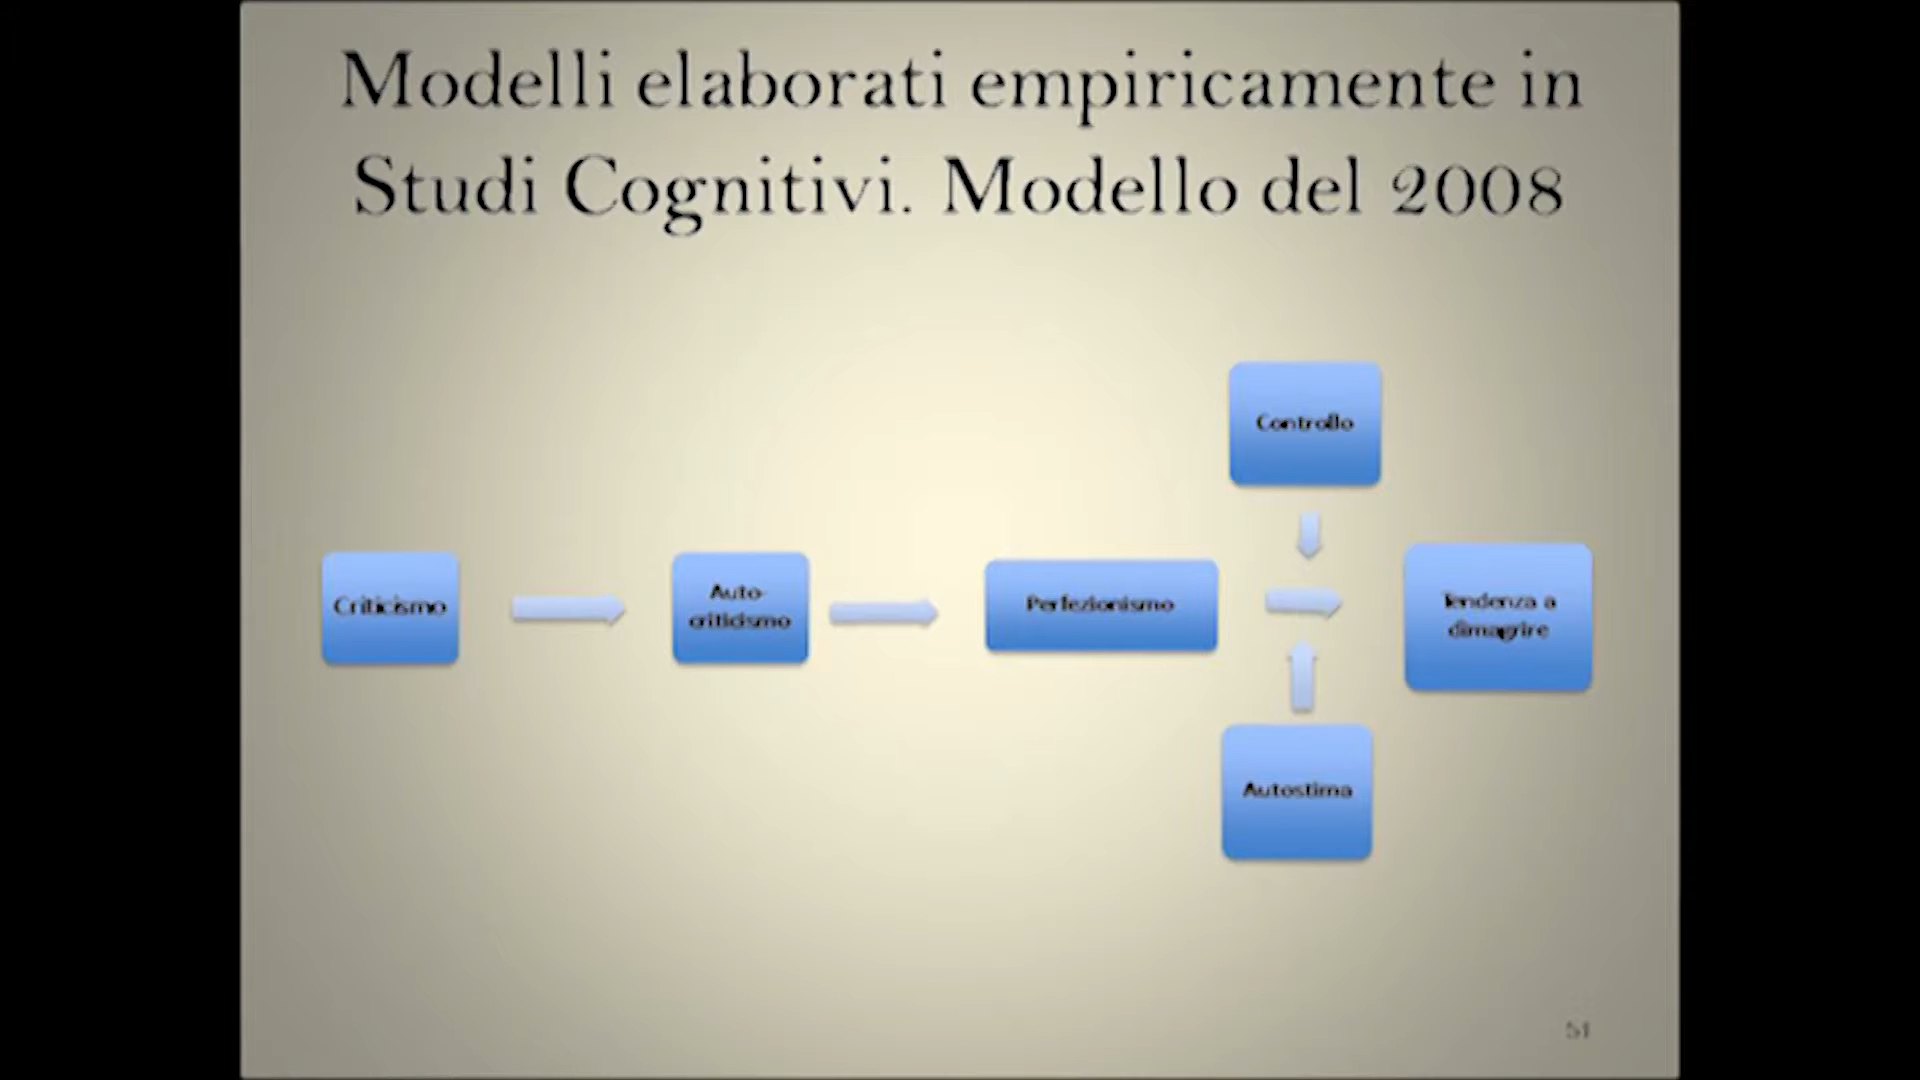 Modelli elaborati empiricamente in
Studi Cognitivi. Modello del 2008
Controllo
Criticismo
Auto-
criticismo
Perfezionismo
Tendenza a
dimagrire
Autostima
51